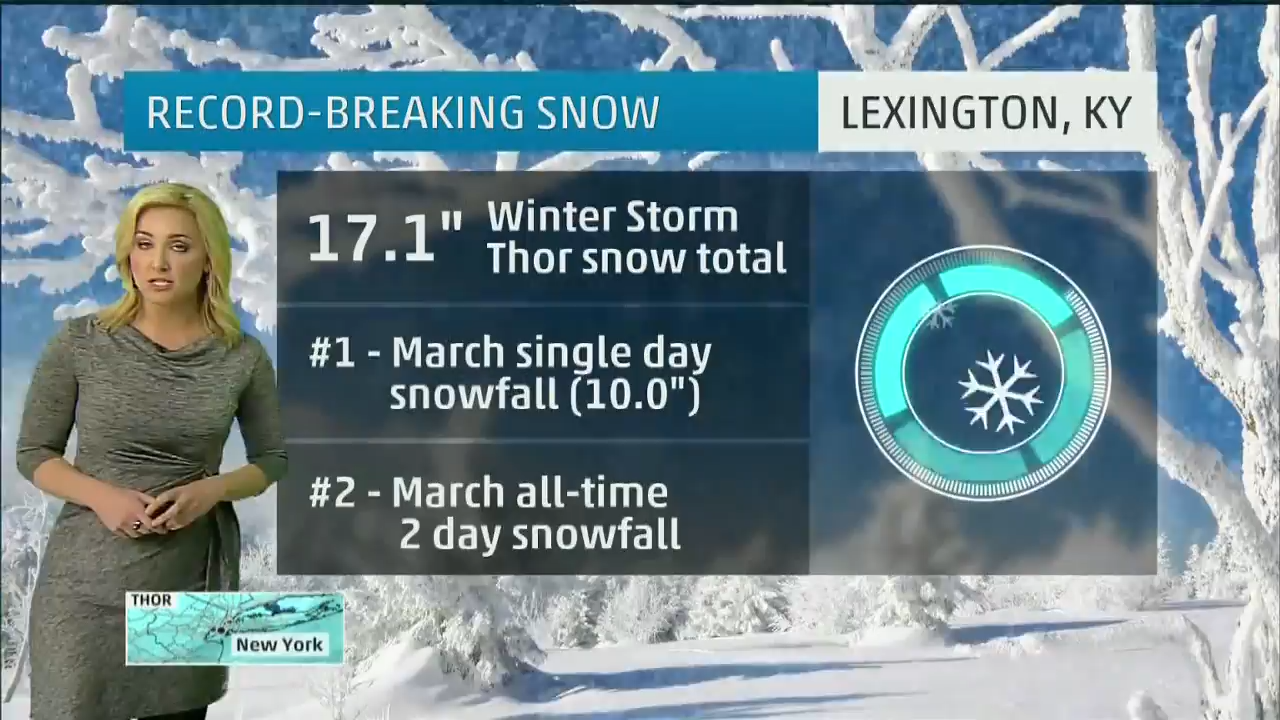 RECORD-BREAKING SNOW
LEXINGTON, KY
17.1" Winter Storm
Thor snow total
#1 - March single day
snowfall (10.0")
#2 - March all-time
2 day snowfall
THOR
New York